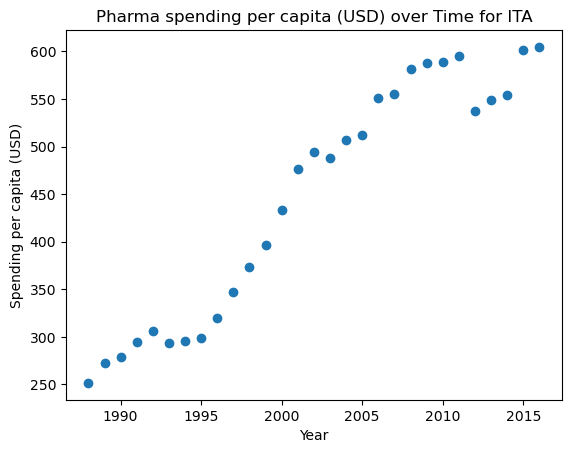 Pharma spending per capita (USD) over Time for ITA
600
550
500
450
400
350
300
250
Spending per capita (USD)
1990 1995 2000 2005 2010 2015
Year